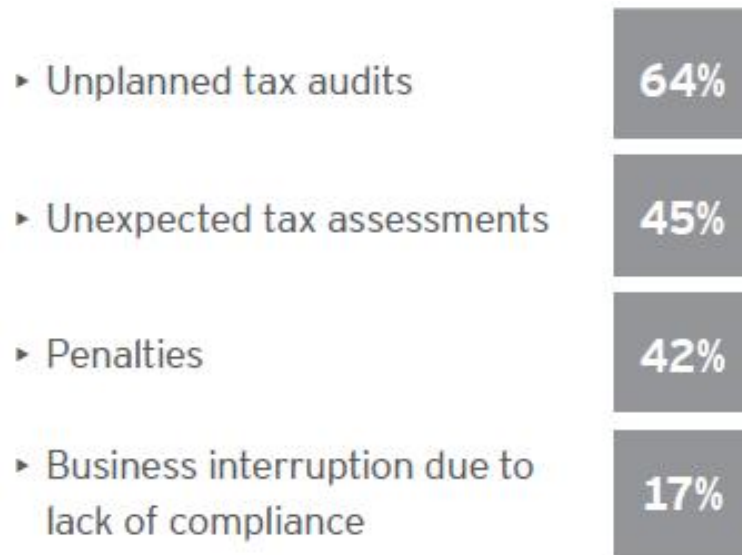 ‣ Unplanned tax audits 64%
‣ Unexpected tax assessments 45%
‣ Penalties 42%
‣ Business interruption due to
lack of compliance 17%